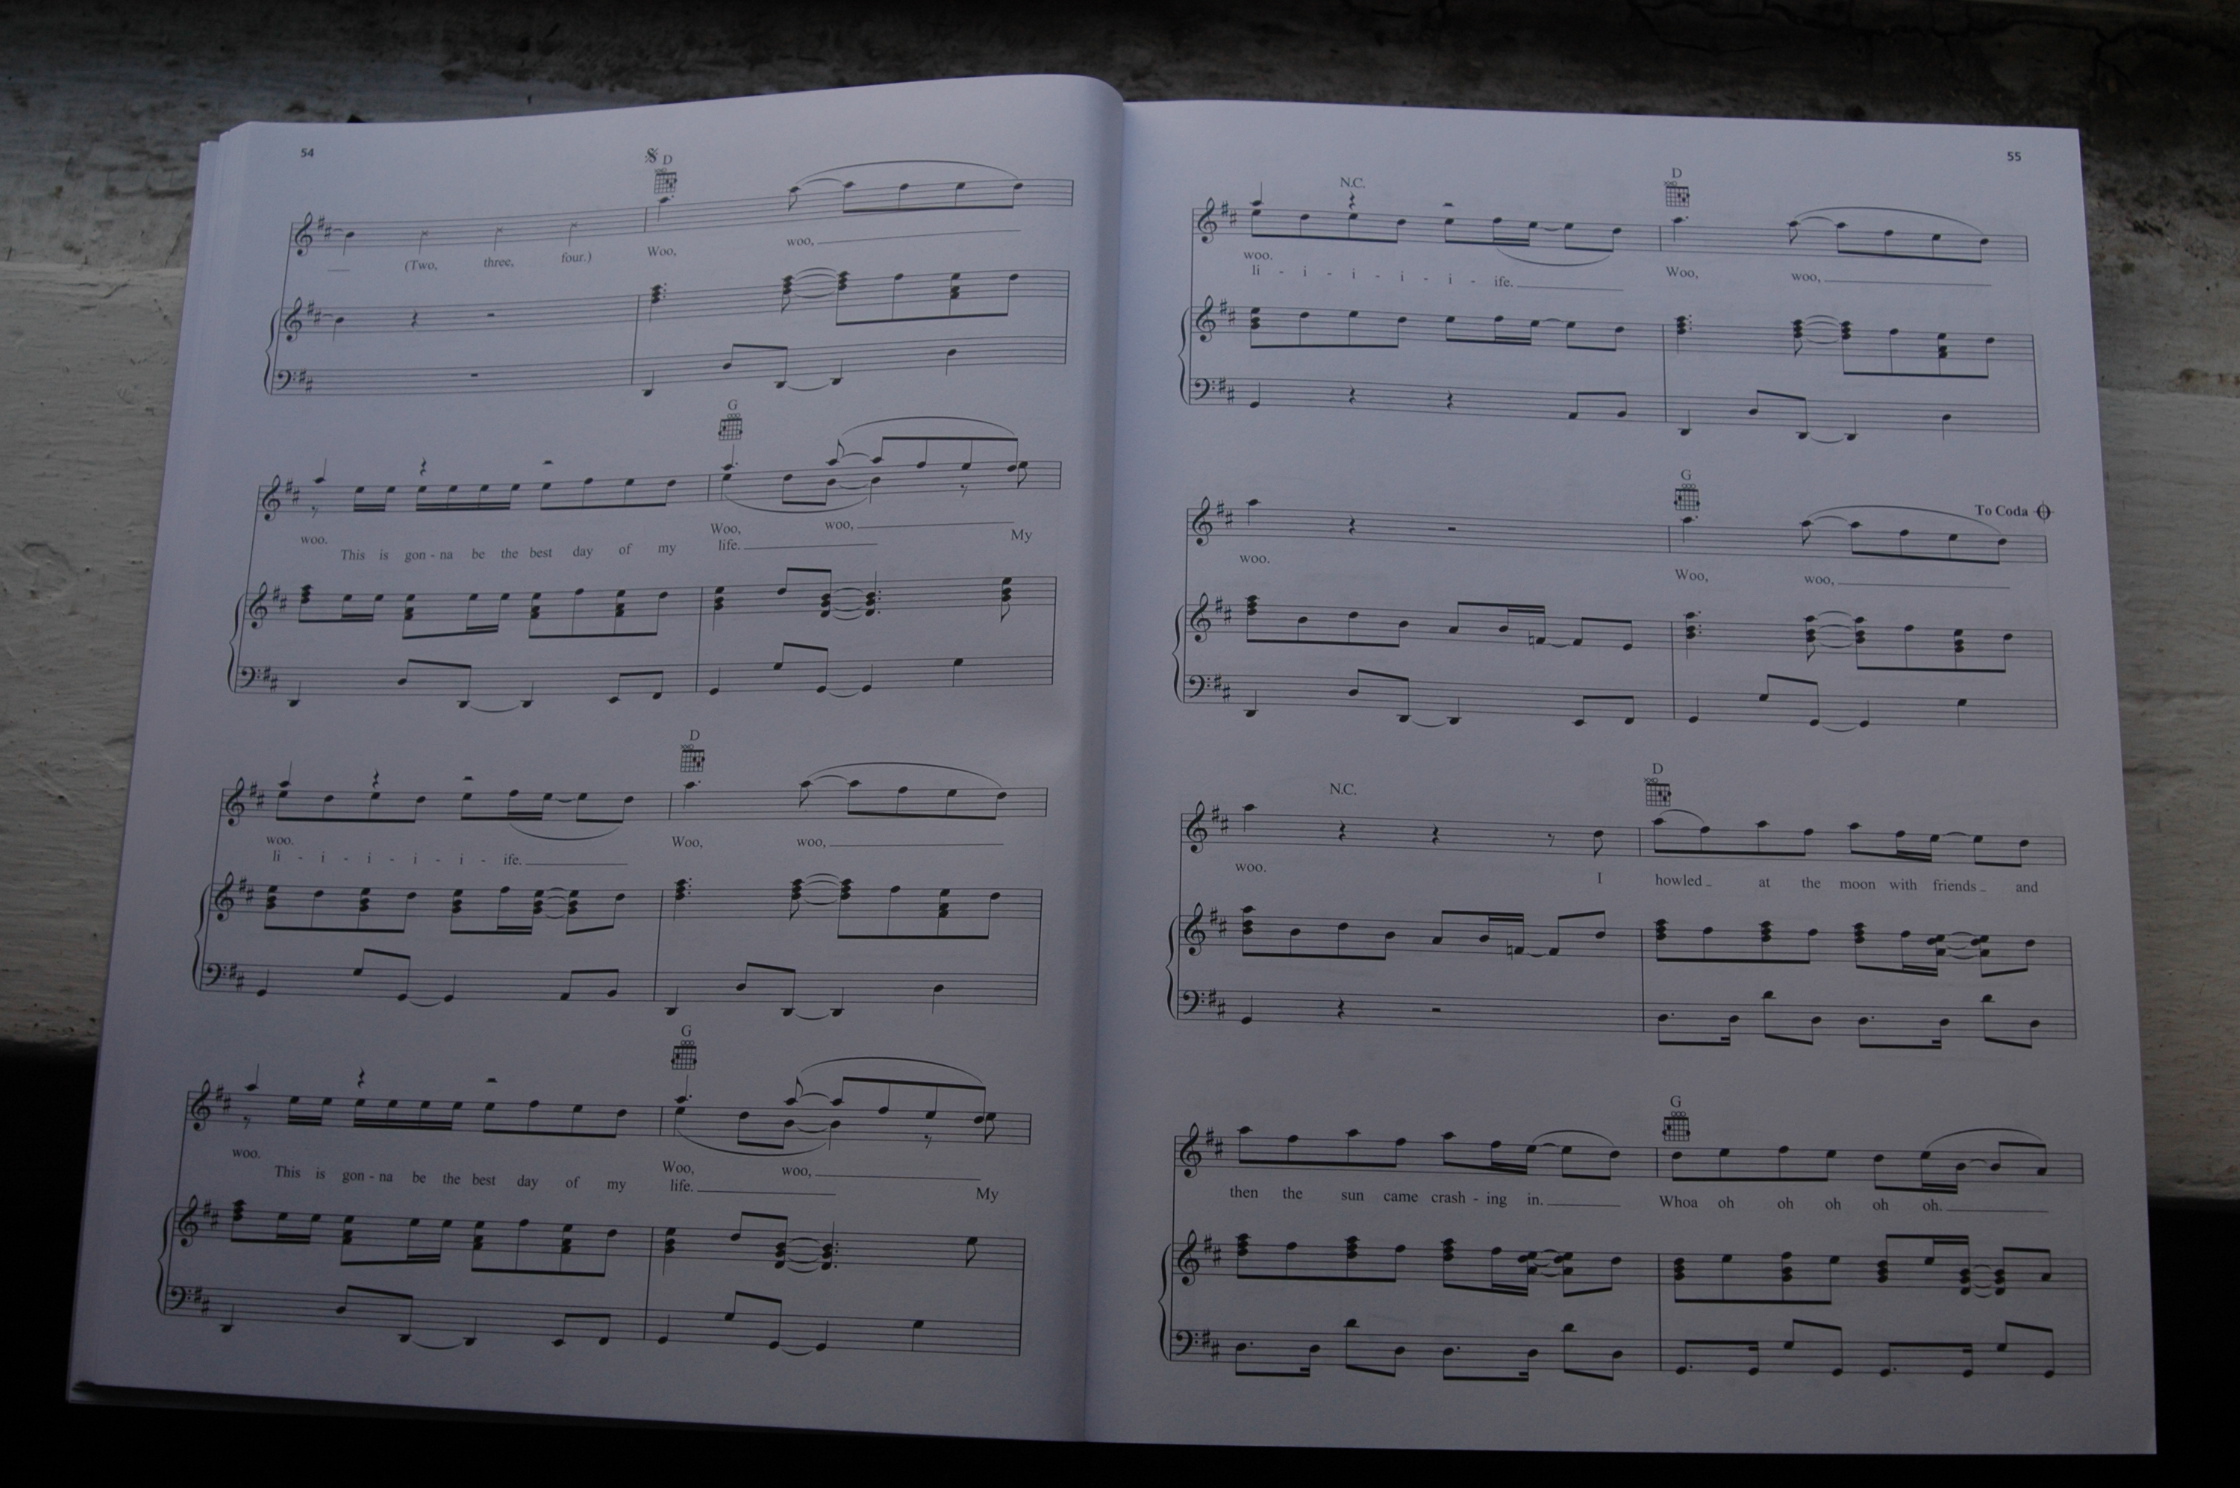 54
D
(Two, three, four.) Woo, woo,
G
woo. Woo, woo,
This is gon - na be the best day of my life. My
D
woo. Woo, woo,
li - i - i - i - i - ife.
G
woo. Woo, woo,
This is gon - na be the best day of my life. My
55
N.C. D
woo. Woo, woo,
li - i - i - i - i - ife.
G
To Coda
woo. Woo, woo,
N.C. D
woo. I howled at the moon with friends and
G
then the sun came crash - ing in. Whoa oh oh oh oh oh.